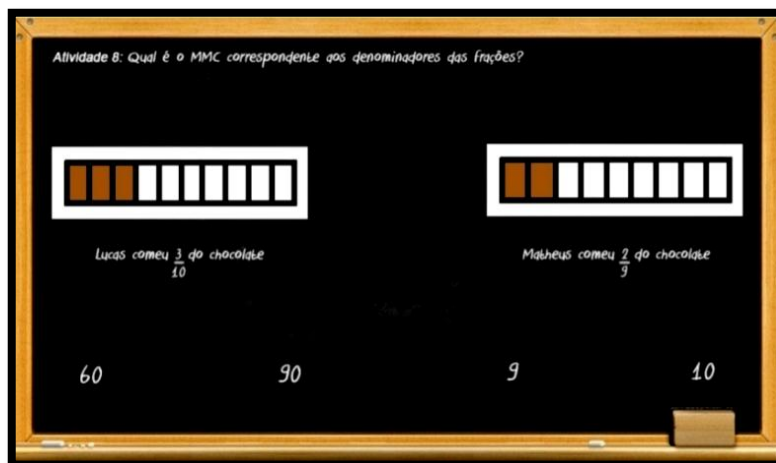 Atividade 8: Qual é o MMC correspondente aos denominadores das frações?
Lucas comeu 3/10 do chocolate
Matheus comeu 2/9 do chocolate
60 90 9 10